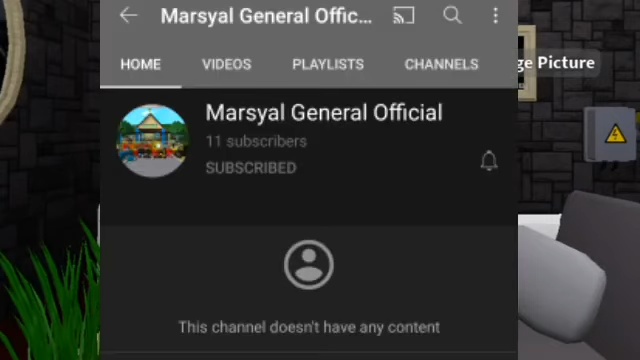 Marsyal General Offic...
HOME VIDEOS PLAYLISTS CHANNELS
ge Picture
Marsyal General Official
11 subscribers
SUBSCRIBED
This channel doesn't have any content